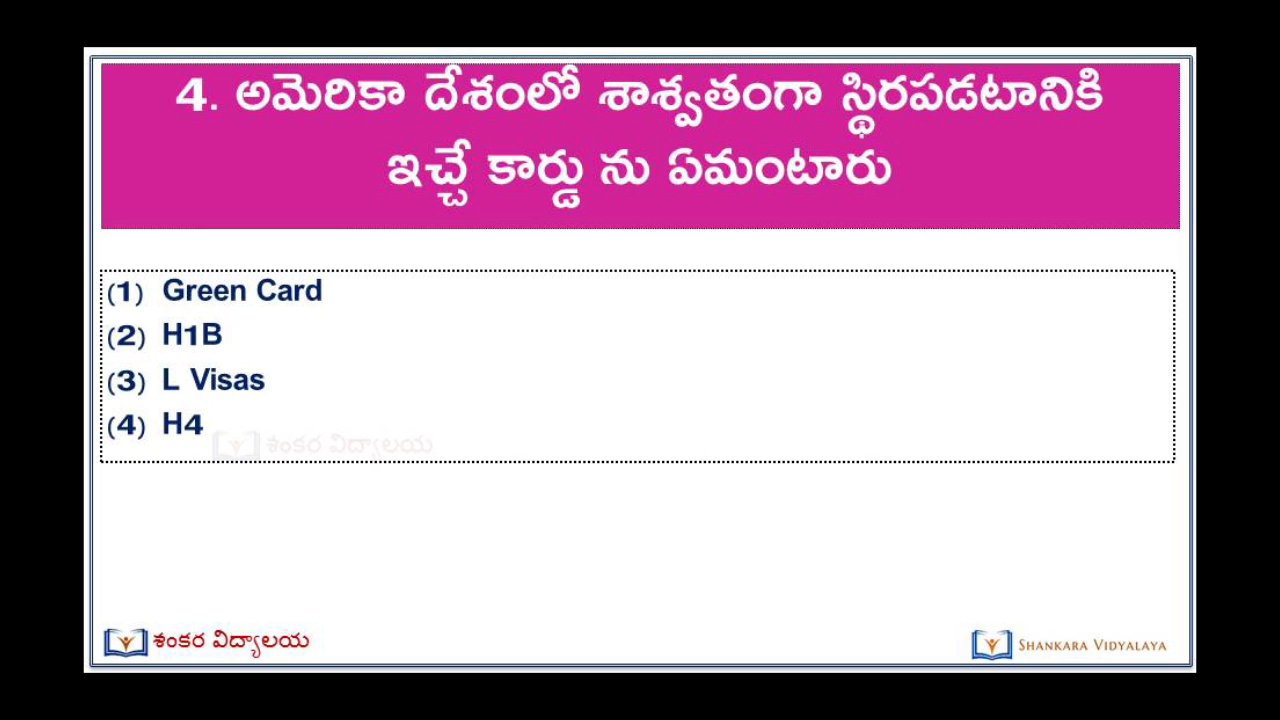 4. అమెరికా దేశంలో శాశ్వతంగా స్థిరపడటానికి
ఇచ్చే కార్డు ను ఏమంటారు
(1) Green Card
(2) H1B
(3) L Visas
(4) H4
శంకర విద్యాలయ
శంకర విద్యాలయ
SHANKARA VIDYALAYA